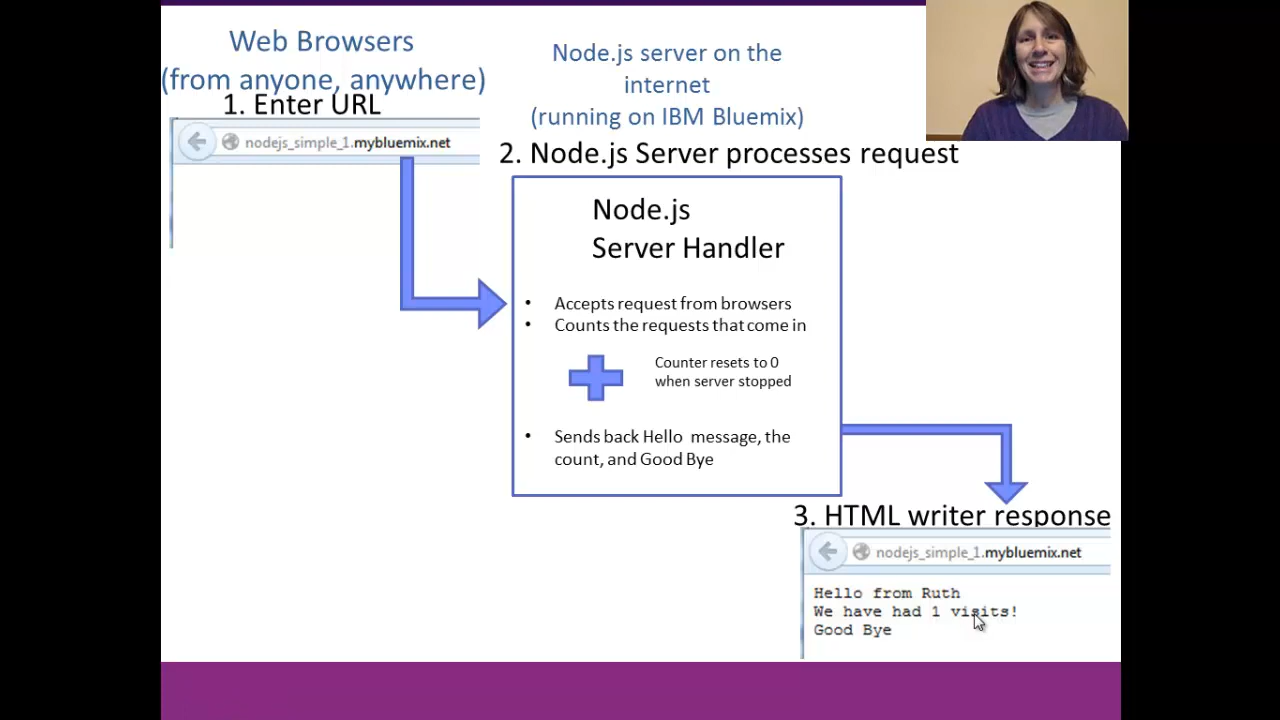 Web Browsers
(from anyone, anywhere)
1. Enter URL
nodejs_simple_1.mybluemix.net
Node.js server on the
internet
(running on IBM Bluemix)
2. Node.js Server processes request
Node.js
Server Handler
• Accepts request from browsers
• Counts the requests that come in
Counter resets to 0
when server stopped
• Sends back Hello message, the
count, and Good Bye
3. HTML writer response
nodejs_simple_1.mybluemix.net
Hello from Ruth
We have had 1 visits!
Good Bye